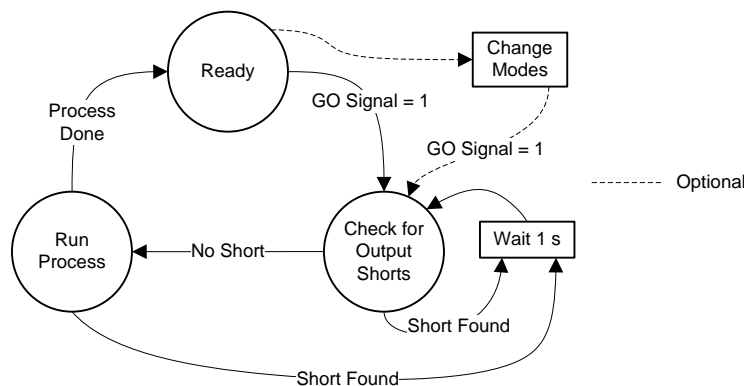 Ready
Change
Modes
GO Signal = 1
Process
Done
GO Signal = 1
Optional
Run
Process
No Short
Check for
Output
Shorts
Wait 1 s
Short Found
Short Found